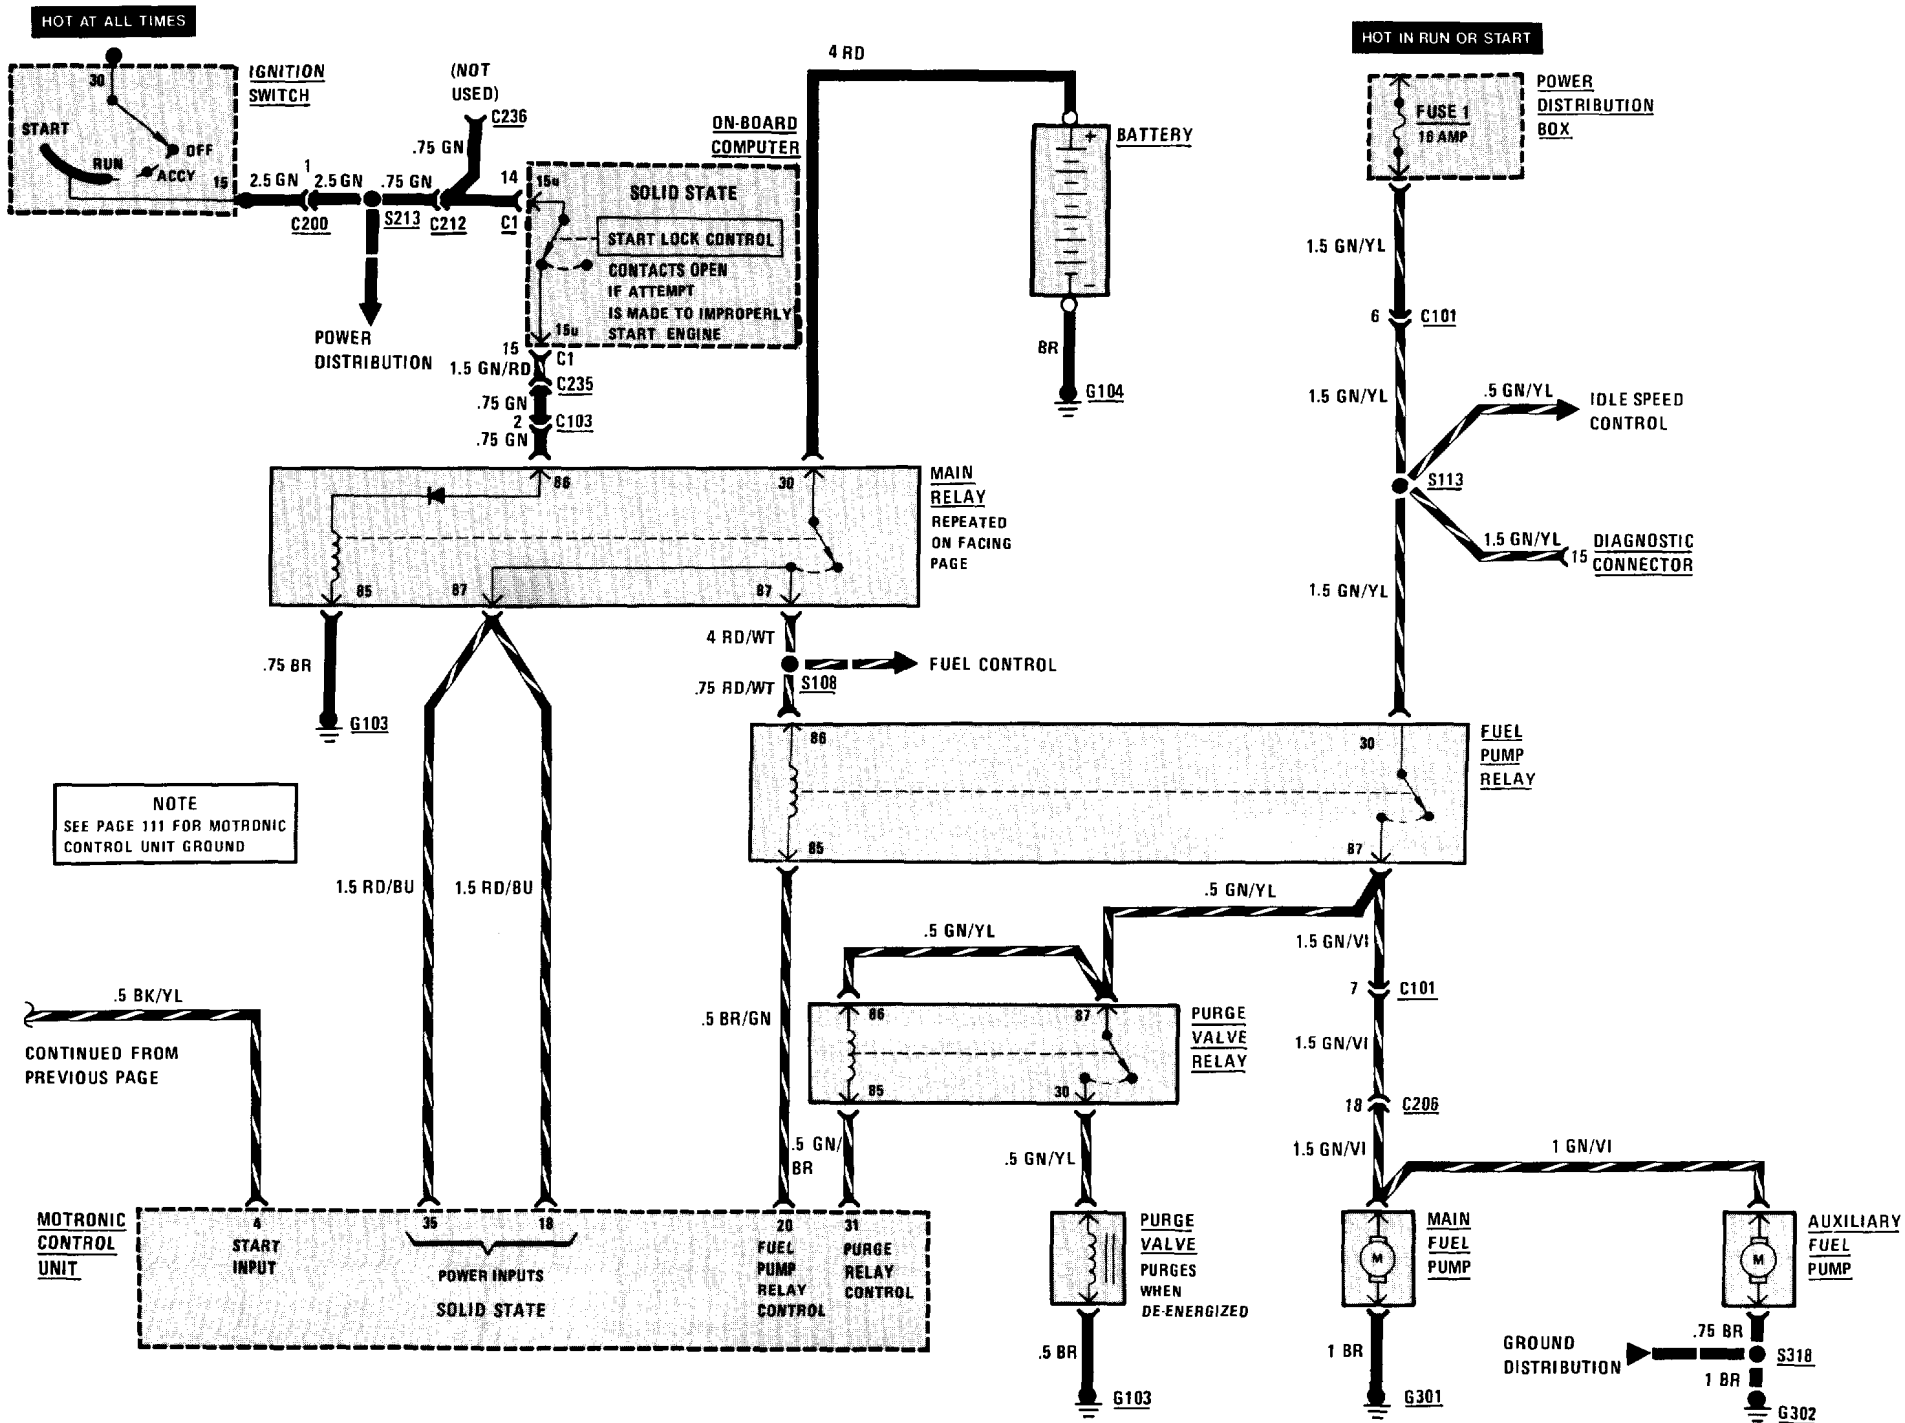 HOT AT ALL TIMES
30
IGNITION
SWITCH
START
RUN
OFF
ACCY
15
2.5 GN
1
2.5 GN
C200
S213
.75 GN
C212
(NOT
USED)
C236
.75 GN
14
C1
POWER
DISTRIBUTION
ON-BOARD
COMPUTER
15u
SOLID STATE
START LOCK CONTROL
CONTACTS OPEN
IF ATTEMPT
IS MADE TO IMPROPERLY
START ENGINE
15u
15
C1
1.5 GN/RD
C235
.75 GN
2
C103
.75 GN
4 RD
BATTERY
+
-
BR
G104
HOT IN RUN OR START
POWER
DISTRIBUTION
BOX
FUSE 1
16 AMP
1.5 GN/YL
6
C101
1.5 GN/YL
.5 GN/YL
IDLE SPEED
CONTROL
S113
1.5 GN/YL
15
DIAGNOSTIC
CONNECTOR
1.5 GN/YL
MAIN
RELAY
REPEATED
ON FACING
PAGE
86
30
85
87
87
.75 BR
G103
4 RD/WT
FUEL CONTROL
S108
.75 RD/WT
FUEL
PUMP
RELAY
86
30
85
87
NOTE
SEE PAGE 111 FOR MOTRONIC
CONTROL UNIT GROUND
1.5 RD/BU
1.5 RD/BU
.5 GN/YL
.5 GN/YL
1.5 GN/VI
7
C101
.5 BK/YL
CONTINUED FROM
PREVIOUS PAGE
.5 BR/GN
86
87
PURGE
VALVE
RELAY
85
30
1.5 GN/VI
18
C206
1.5 GN/VI
1 GN/VI
.5 GN/
BR
.5 GN/YL
MOTRONIC
CONTROL
UNIT
4
START
INPUT
35
18
POWER INPUTS
SOLID STATE
20
FUEL
PUMP
RELAY
CONTROL
31
PURGE
RELAY
CONTROL
PURGE
VALVE
PURGES
WHEN
DE-ENERGIZED
.5 BR
G103
M
MAIN
FUEL
PUMP
1 BR
G301
M
AUXILIARY
FUEL
PUMP
.75 BR
GROUND
DISTRIBUTION
S318
1 BR
G302